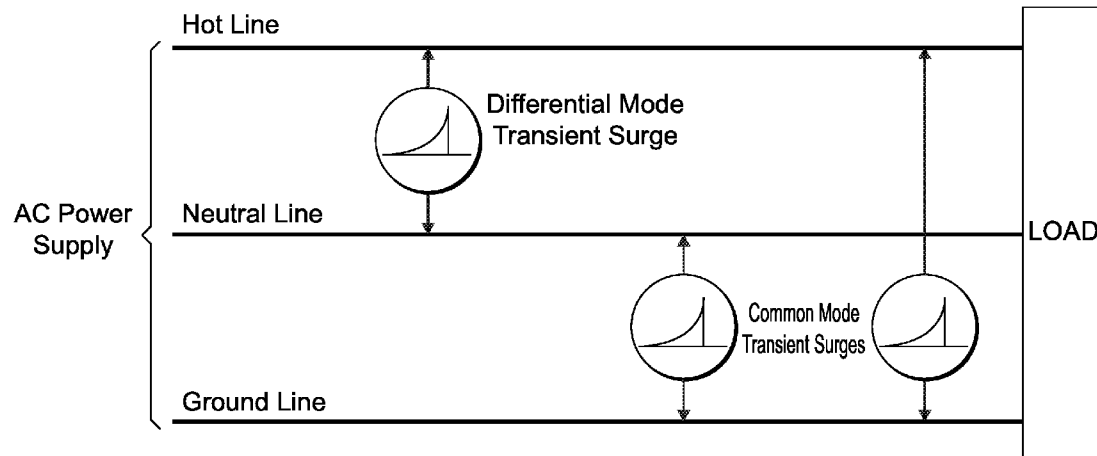 Hot Line
Differential Mode
Transient Surge
AC Power
Supply
Neutral Line
LOAD
Common Mode
Transient Surges
Ground Line